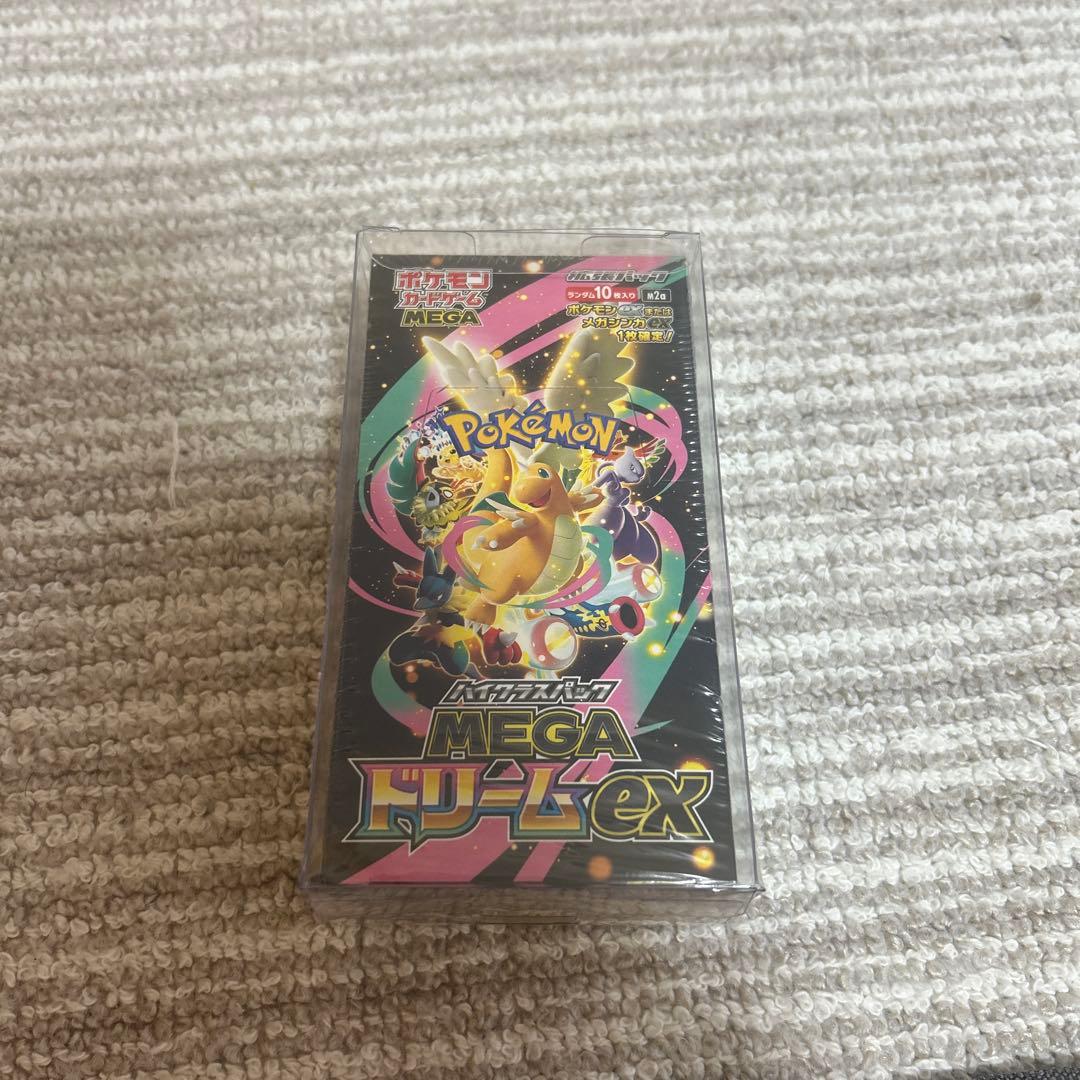 ポケモン
カードゲーム
MEGA
拡張パック
ランダム10枚入り M2a
ポケモンexまたは
メガシンカex
1枚確定!
POKéMON
ハイクラスパック
MEGA
ドリームex